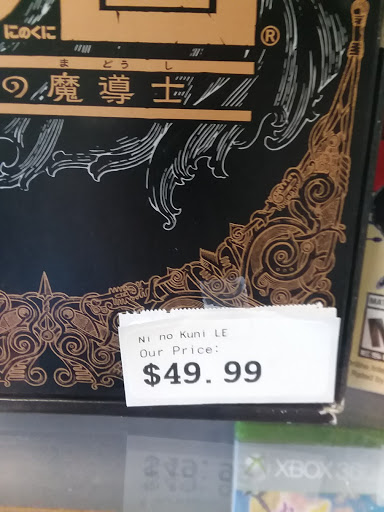 にのくに
®
まどうし
の魔導士
Ni no Kuni LE
Our Price:
$49.99
XBOX 36